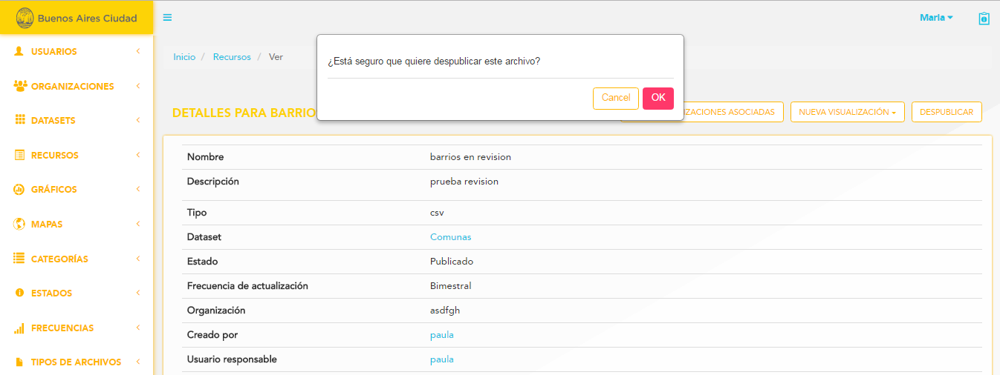 Buenos Aires Ciudad
Maria
USUARIOS
ORGANIZACIONES
DATASETS
RECURSOS
GRÁFICOS
MAPAS
CATEGORÍAS
ESTADOS
FRECUENCIAS
TIPOS DE ARCHIVOS
Inicio / Recursos / Ver
¿Está seguro que quiere despublicar este archivo?
Cancel OK
DETALLES PARA BARRIO
ZACIONES ASOCIADAS NUEVA VISUALIZACIÓN DESPUBLICAR
Nombre barrios en revision
Descripción prueba revision
Tipo csv
Dataset Comunas
Estado Publicado
Frecuencia de actualización Bimestral
Organización asdfgh
Creado por paula
Usuario responsable paula